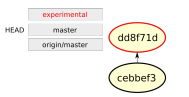 experimental
HEAD master
origin/master
dd8f71d
cebbef3